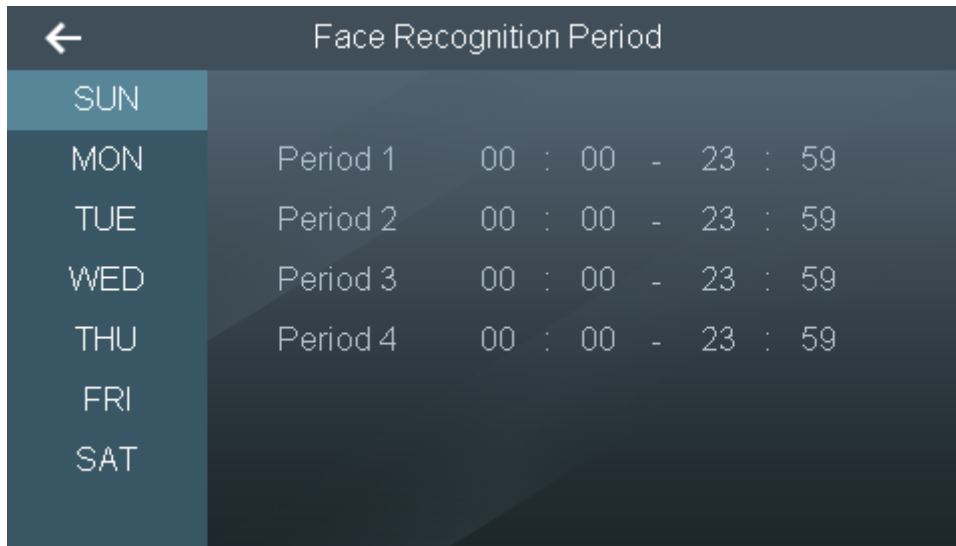 Face Recognition Period
SUN
MON Period 1 00 : 00 - 23 : 59
TUE Period 2 00 : 00 - 23 : 59
WED Period 3 00 : 00 - 23 : 59
THU Period 4 00 : 00 - 23 : 59
FRI
SAT